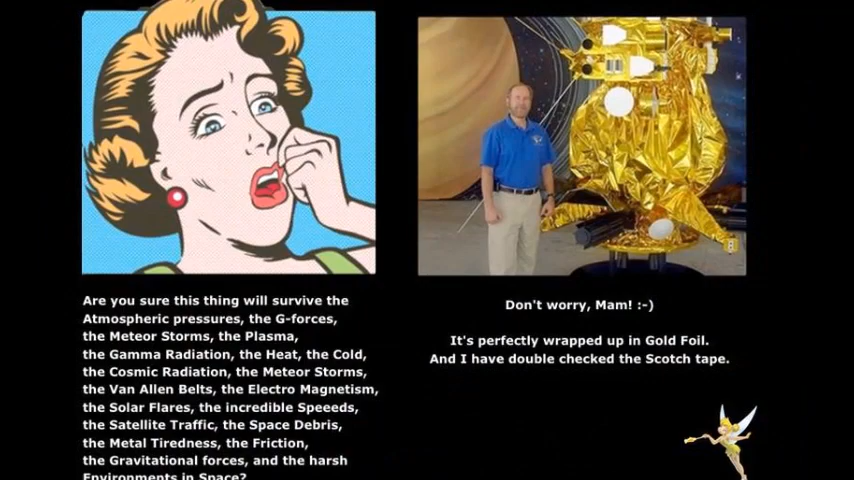 Are you sure this thing will survive the
Atmospheric pressures, the G-forces,
the Meteor Storms, the Plasma,
the Gamma Radiation, the Heat, the Cold,
the Cosmic Radiation, the Meteor Storms,
the Van Allen Belts, the Electro Magnetism,
the Solar Flares, the incredible Speeeds,
the Satellite Traffic, the Space Debris,
the Metal Tiredness, the Friction,
the Gravitational forces, and the harsh
Environments in Space?
Don't worry, Mam! :-)
It's perfectly wrapped up in Gold Foil.
And I have double checked the Scotch tape.